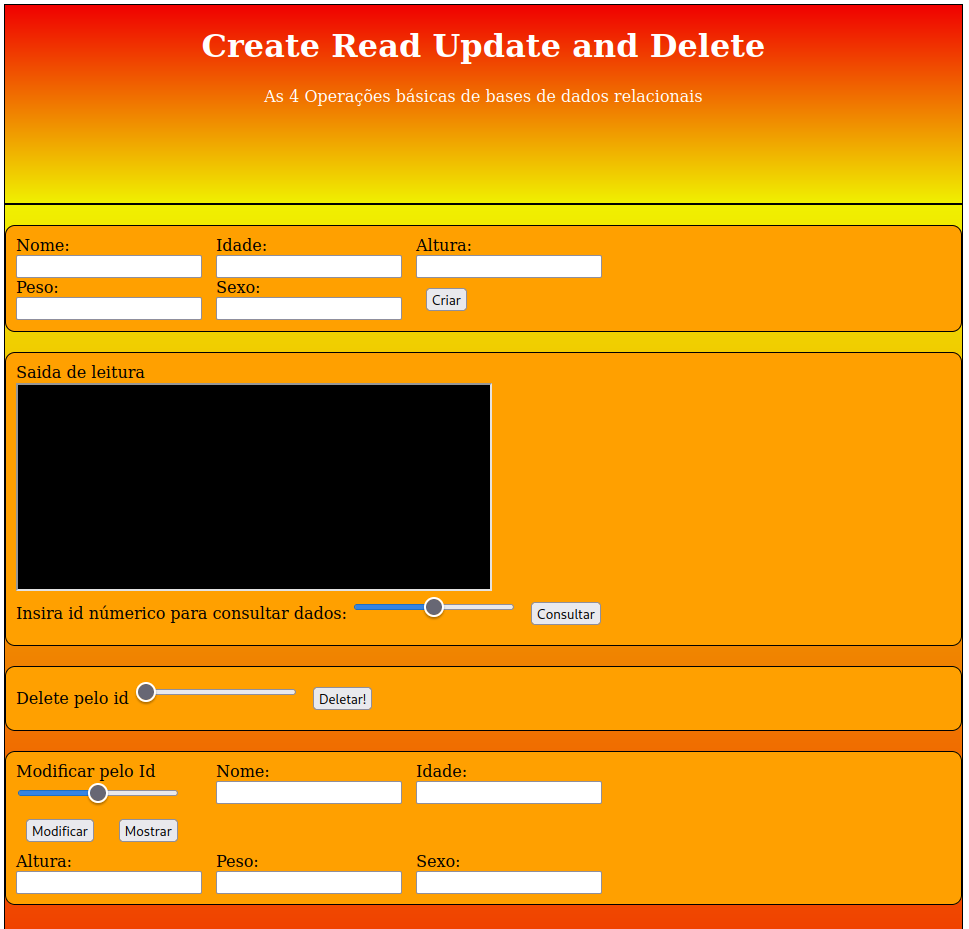 Create Read Update and Delete
As 4 Operações básicas de bases de dados relacionais
Nome: Idade: Altura:
Peso: Sexo: Criar
Saida de leitura
Insira id númerico para consultar dados: Consultar
Delete pelo id Deletar!
Modificar pelo Id Nome: Idade:
Modificar Mostrar
Altura: Peso: Sexo: